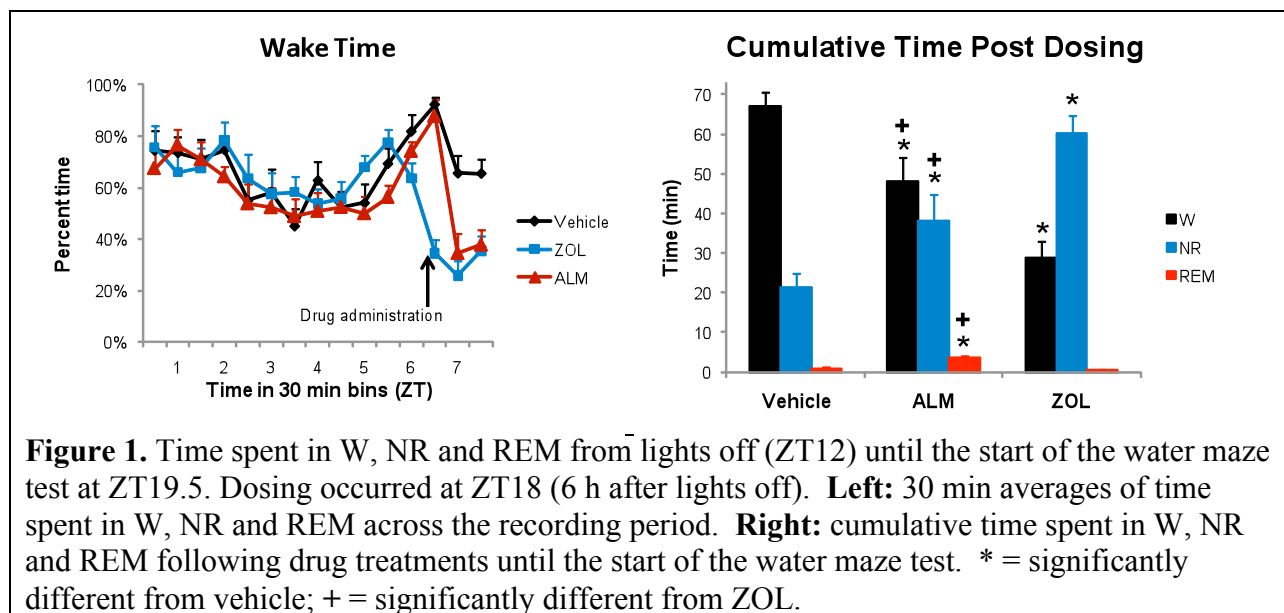 Wake Time
100%
80%
60%
40%
20%
0%
Percent time
Drug administration
1 2 3 4 5 6 7
Time in 30 min bins (ZT)
Vehicle
ZOL
ALM
Cumulative Time Post Dosing
70
60
50
40
30
20
10
0
Time (min)
+
*
+
*
+
*
*
*
Vehicle ALM ZOL
W
NR
REM
Figure 1. Time spent in W, NR and REM from lights off (ZT12) until the start of the water maze
test at ZT19.5. Dosing occurred at ZT18 (6 h after lights off). Left: 30 min averages of time
spent in W, NR and REM across the recording period. Right: cumulative time spent in W, NR
and REM following drug treatments until the start of the water maze test. * = significantly
different from vehicle; + = significantly different from ZOL.